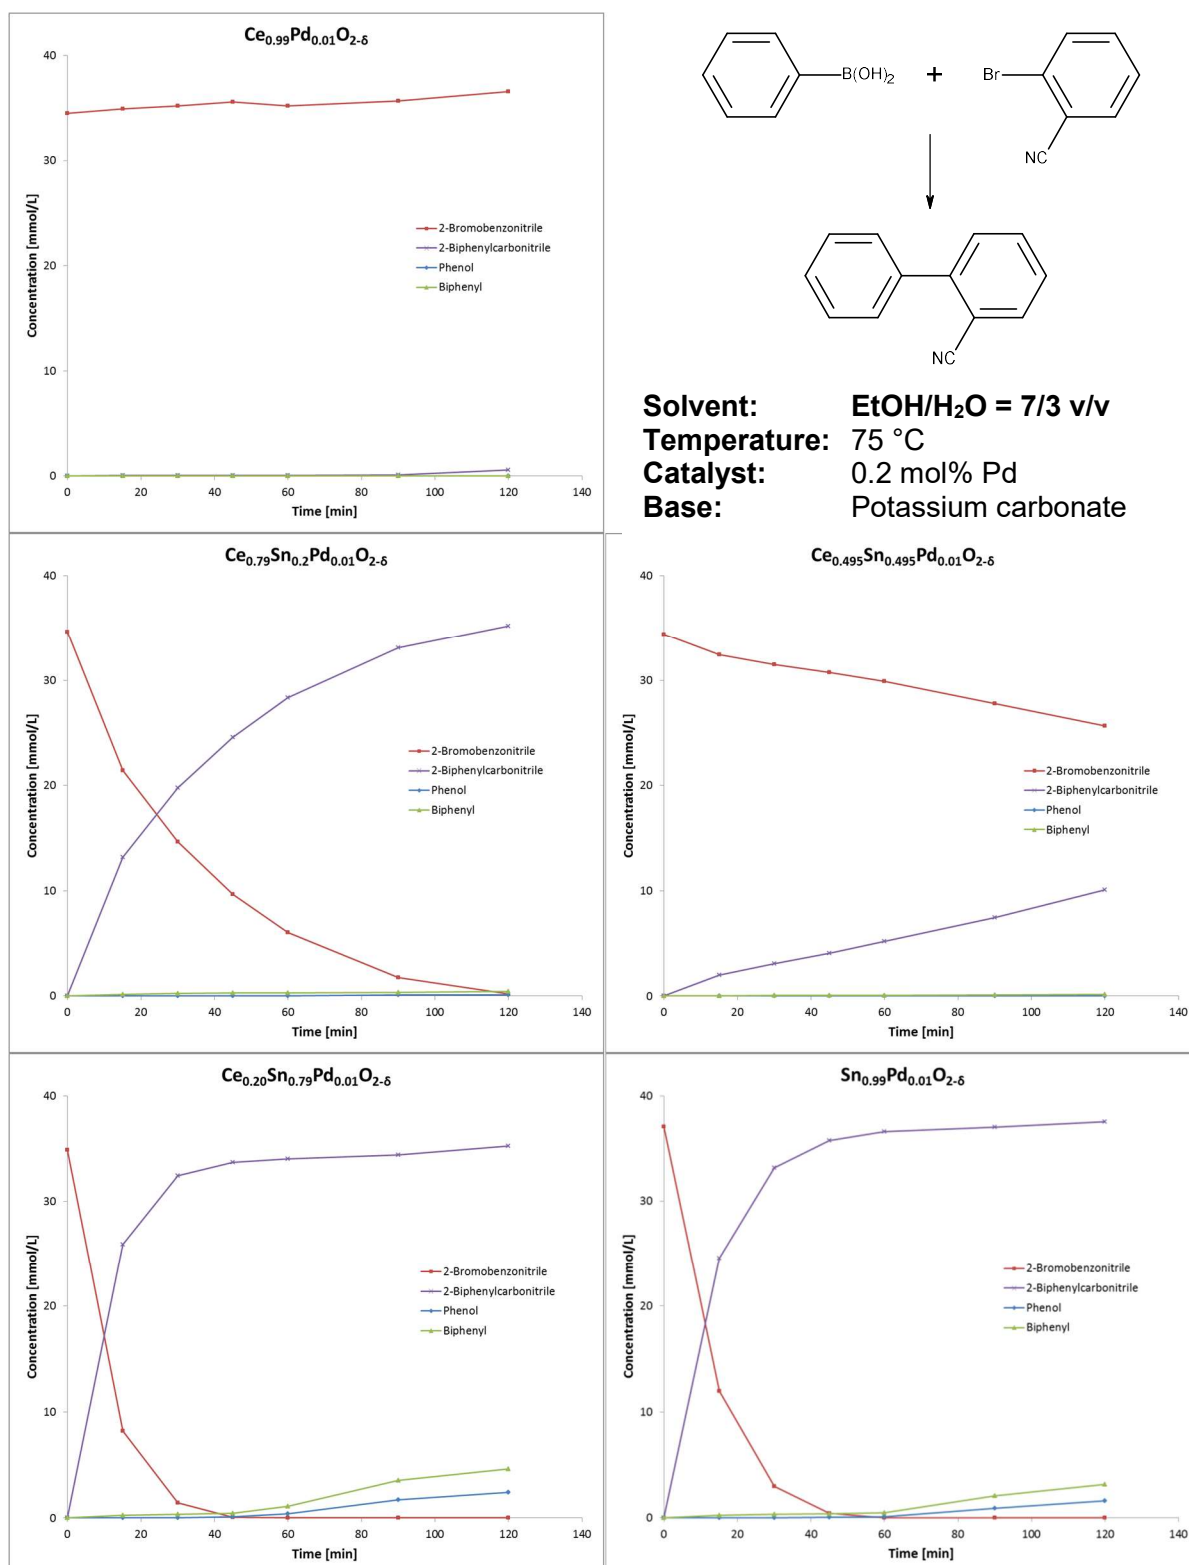 Ce₀.₉₉Pd₀.₀₁O₂₋δ
Concentration [mmol/L]
40
30
20
10
0
0 20 40 60 80 100 120 140
Time [min]
2-Bromobenzonitrile
2-Biphenylcarbonitrile
Phenol
Biphenyl
B(OH)₂ + Br
NC
NC
Solvent: EtOH/H₂O = 7/3 v/v
Temperature: 75 °C
Catalyst: 0.2 mol% Pd
Base: Potassium carbonate
Ce₀.₇₉Sn₀.₂Pd₀.₀₁O₂₋δ
Concentration [mmol/L]
40
30
20
10
0
0 20 40 60 80 100 120 140
Time [min]
2-Bromobenzonitrile
2-Biphenylcarbonitrile
Phenol
Biphenyl
Ce₀.₄₉₅Sn₀.₄₉₅Pd₀.₀₁O₂₋δ
Concentration [mmol/L]
40
30
20
10
0
0 20 40 60 80 100 120 140
Time [min]
2-Bromobenzonitrile
2-Biphenylcarbonitrile
Phenol
Biphenyl
Ce₀.₂₀Sn₀.₇₉Pd₀.₀₁O₂₋δ
Concentration [mmol/L]
40
30
20
10
0
0 20 40 60 80 100 120 140
Time [min]
2-Bromobenzonitrile
2-Biphenylcarbonitrile
Phenol
Biphenyl
Sn₀.₉₉Pd₀.₀₁O₂₋δ
Concentration [mmol/L]
40
30
20
10
0
0 20 40 60 80 100 120 140
Time [min]
2-Bromobenzonitrile
2-Biphenylcarbonitrile
Phenol
Biphenyl